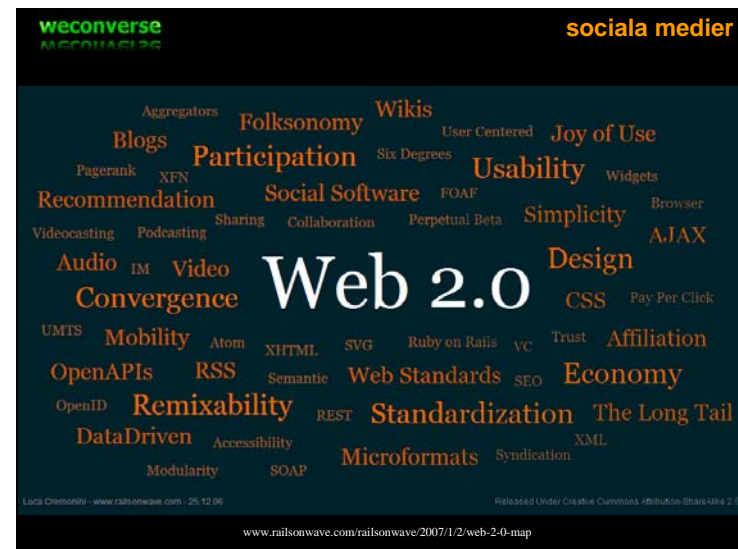 weconverse
sociala medier
Wikis
Aggregators
Folksonomy
User Centered
Joy of Use
Blogs
Participation
Six Degrees
Usability
Pagerank
XFN
Widgets
Recommendation
Social Software
FOAF
Browser
Sharing
Collaboration
Perpetual Beta
Simplicity
Videocasting
Podcasting
AJAX
Audio
IM
Video
Web 2.0
Design
Convergence
CSS
Pay Per Click
UMTS
Mobility
Atom
XHTML
SVG
Ruby on Rails
VC
Trust
Affiliation
OpenAPIs
RSS
Semantic
Web Standards
SEO
Economy
OpenID
Remixability
REST
Standardization
The Long Tail
DataDriven
Accessibility
XML
Microformats
Syndication
Modularity
SOAP
Luca Cremonini - www.railsonwave.com - 25.12.06
Released Under Creative Commons Attribution-ShareAlike
www.railsonwave.com/railsonwave/2007/1/2/web-2-0-map